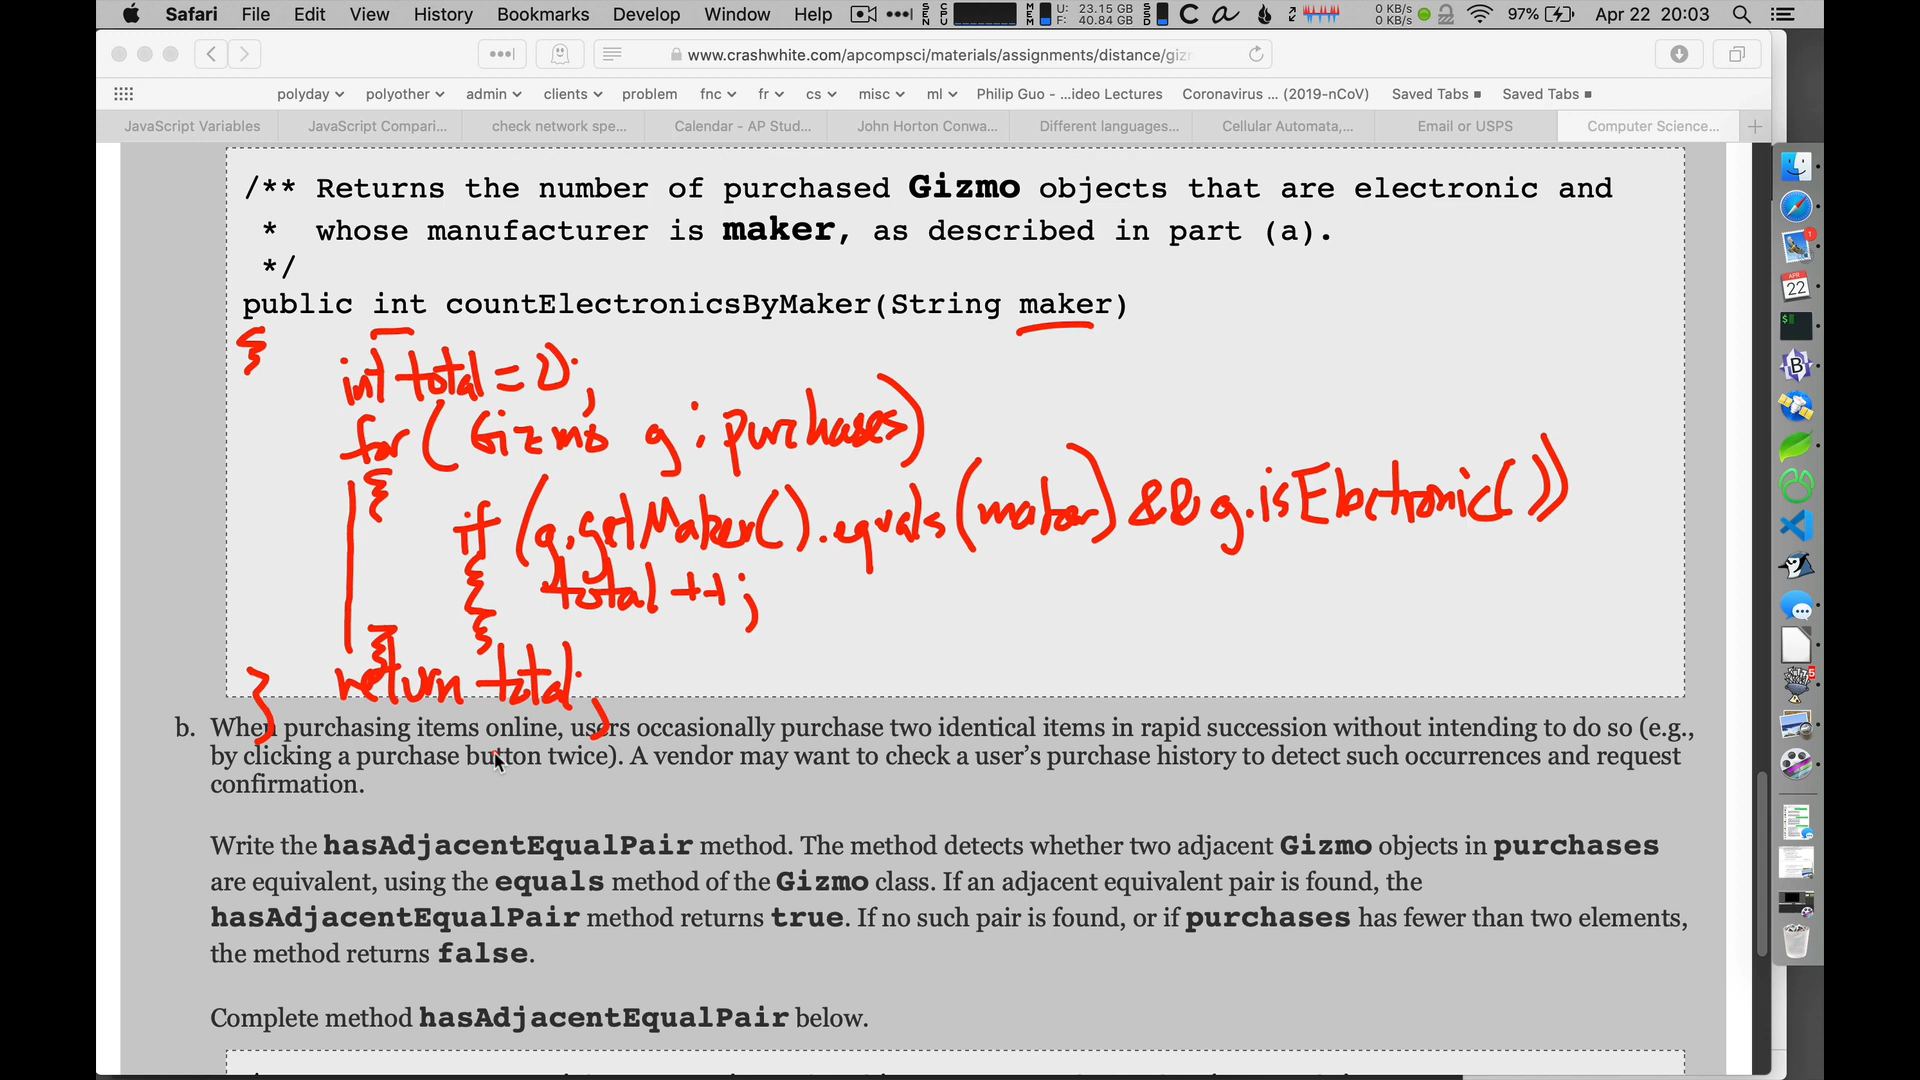 Safari File Edit View History Bookmarks Develop Window Help U: 23.15 GB F: 40.84 GB 0 KB/s 0 KB/s 97% Apr 22 20:03
www.crashwhite.com/apcompsci/materials/assignments/distance/giz
polyday polyother admin clients problem fnc fr cs misc ml Philip Guo - ...ideo Lectures Coronavirus ... (2019-nCoV) Saved Tabs Saved Tabs
JavaScript Variables JavaScript Compari... check network spe... Calendar - AP Stud... John Horton Conwa... Different languages... Cellular Automata,... Email or USPS Computer Science...
/** Returns the number of purchased Gizmo objects that are electronic and
* whose manufacturer is maker, as described in part (a).
*/
public int countElectronicsByMaker(String maker)
{
int total = 0;
for ( Gizmo g : purchases)
{
if (g.getMaker().equals(maker) && g.isElectronic())
{ total ++;
}
}
return total;
}
b. When purchasing items online, users occasionally purchase two identical items in rapid succession without intending to do so (e.g.,
by clicking a purchase button twice). A vendor may want to check a user’s purchase history to detect such occurrences and request
confirmation.
Write the hasAdjacentEqualPair method. The method detects whether two adjacent Gizmo objects in purchases
are equivalent, using the equals method of the Gizmo class. If an adjacent equivalent pair is found, the
hasAdjacentEqualPair method returns true. If no such pair is found, or if purchases has fewer than two elements,
the method returns false.
Complete method hasAdjacentEqualPair below.